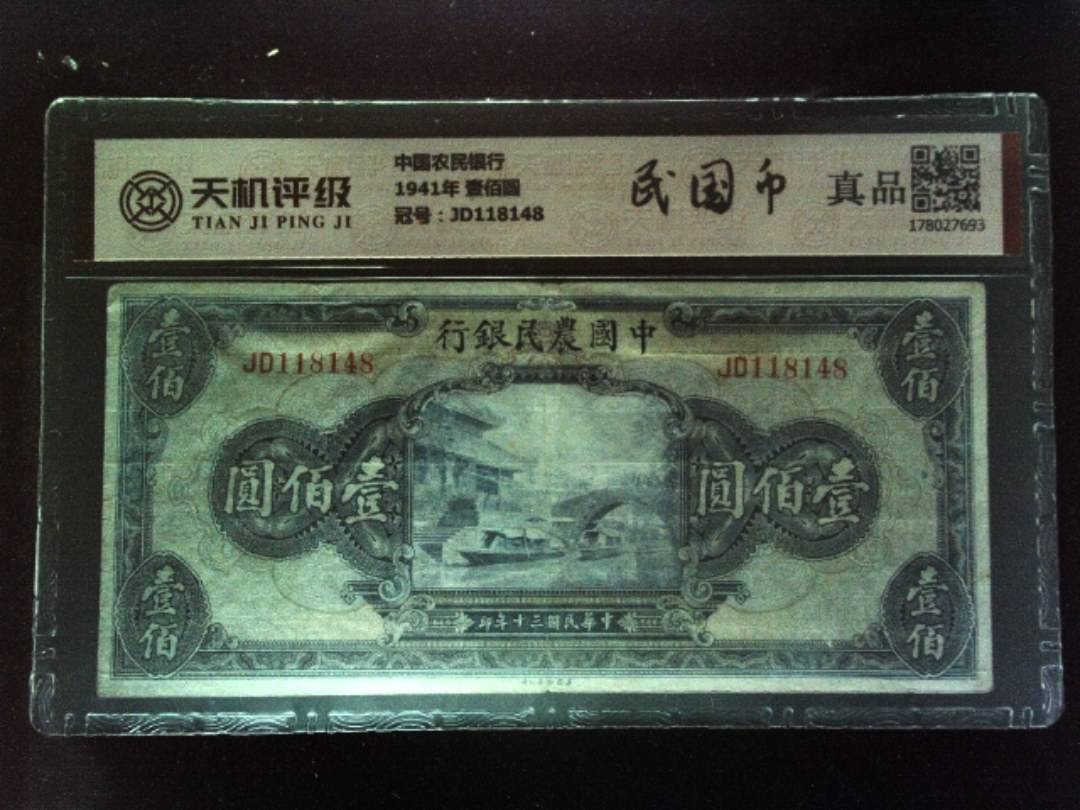 天机评级
TIAN JI PING JI
中国农民银行
1941年 壹佰圆
冠号：JD118148
民国币
真品
178027693
中國農民銀行
壹佰
壹佰
JD118148
JD118148
壹佰圓
壹佰圓
中華民國三十年印
壹佰
壹佰